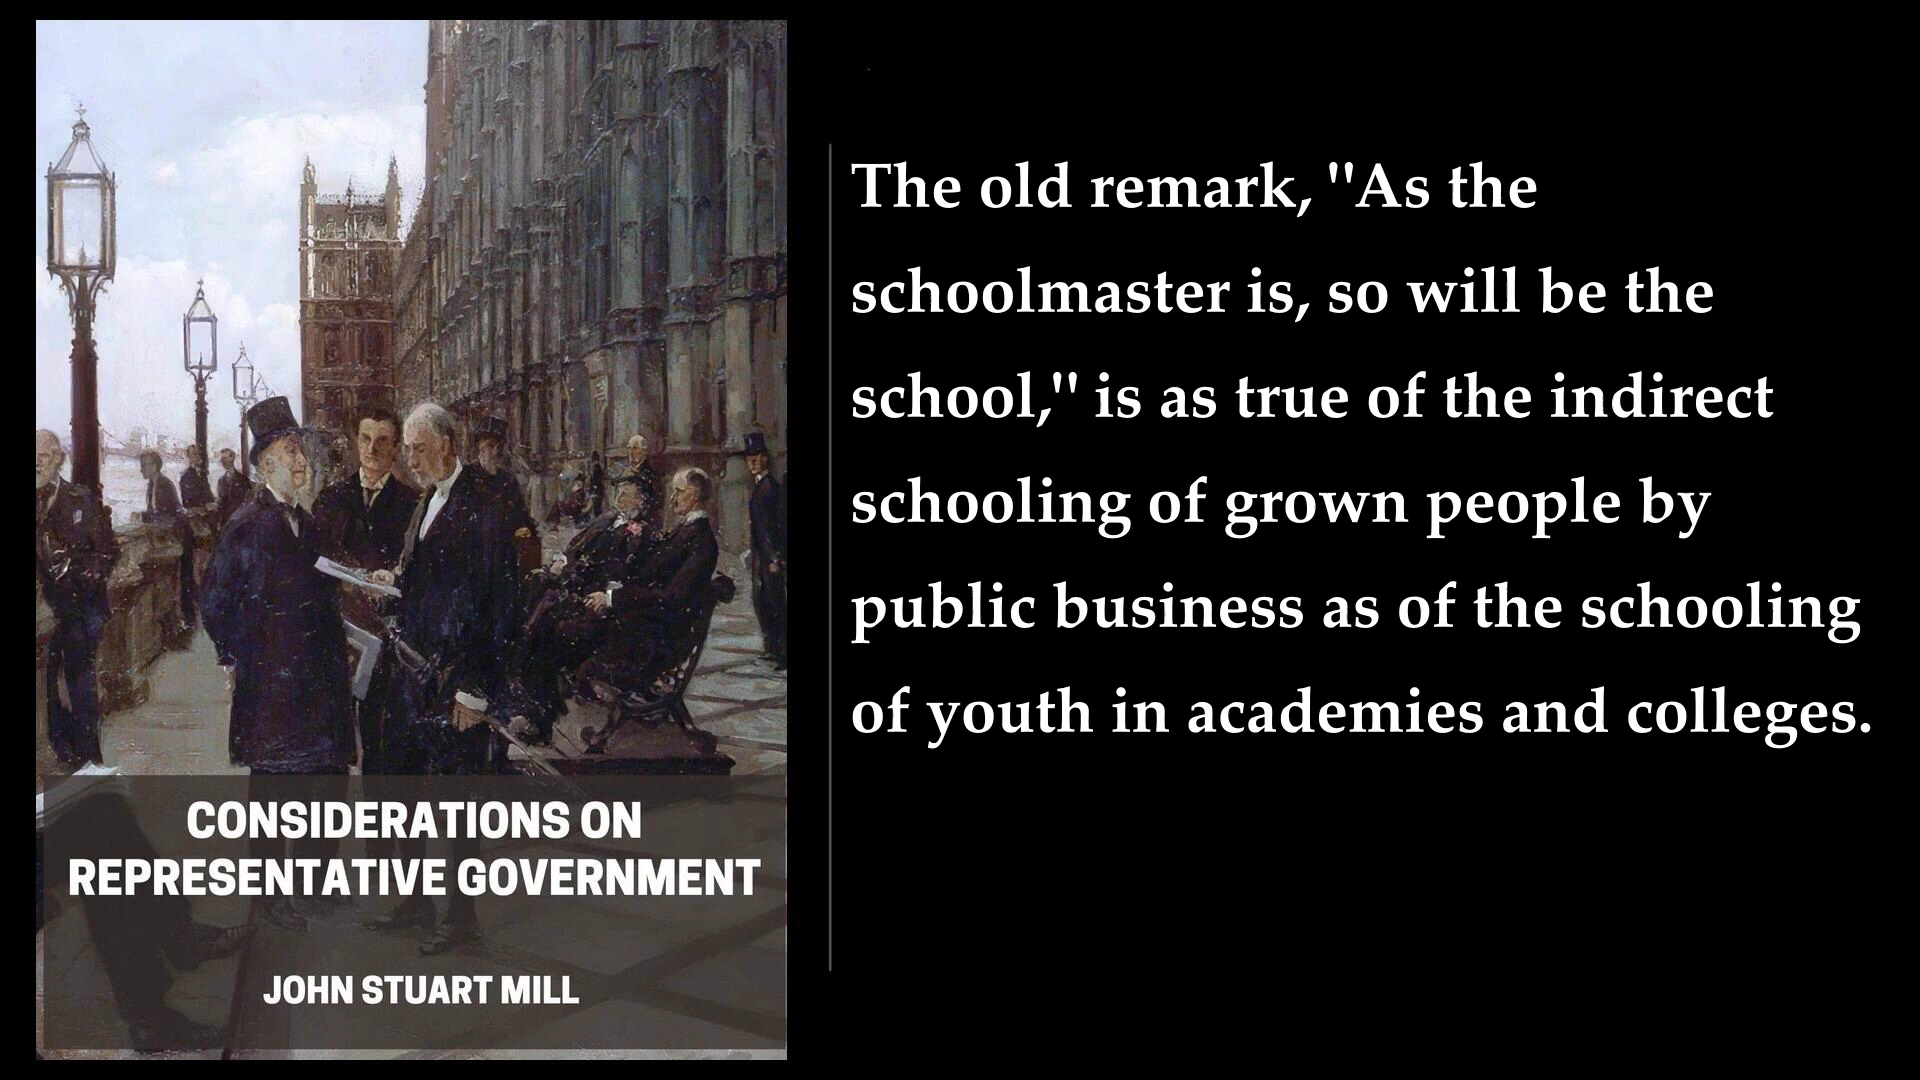 The old remark, "As the
schoolmaster is, so will be the
school," is as true of the indirect
schooling of grown people by
public business as of the schooling
of youth in academies and colleges.
CONSIDERATIONS ON
REPRESENTATIVE GOVERNMENT
JOHN STUART MILL